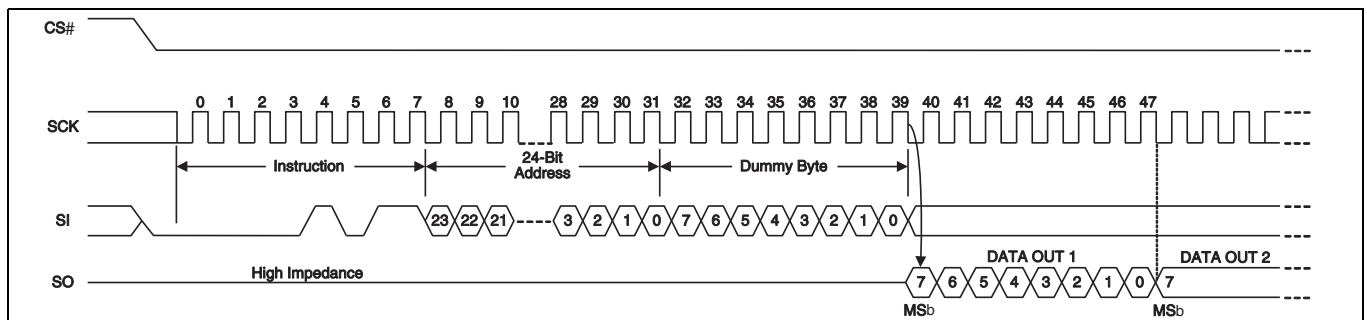 CS#
0 1 2 3 4 5 6 7 8 9 10 28 29 30 31 32 33 34 35 36 37 38 39 40 41 42 43 44 45 46 47
SCK
Instruction
24-Bit
Address
Dummy Byte
SI
23 22 21 3 2 1 0 7 6 5 4 3 2 1 0
DATA OUT 1
DATA OUT 2
High Impedance
SO
7 6 5 4 3 2 1 0 7
MSb
MSb